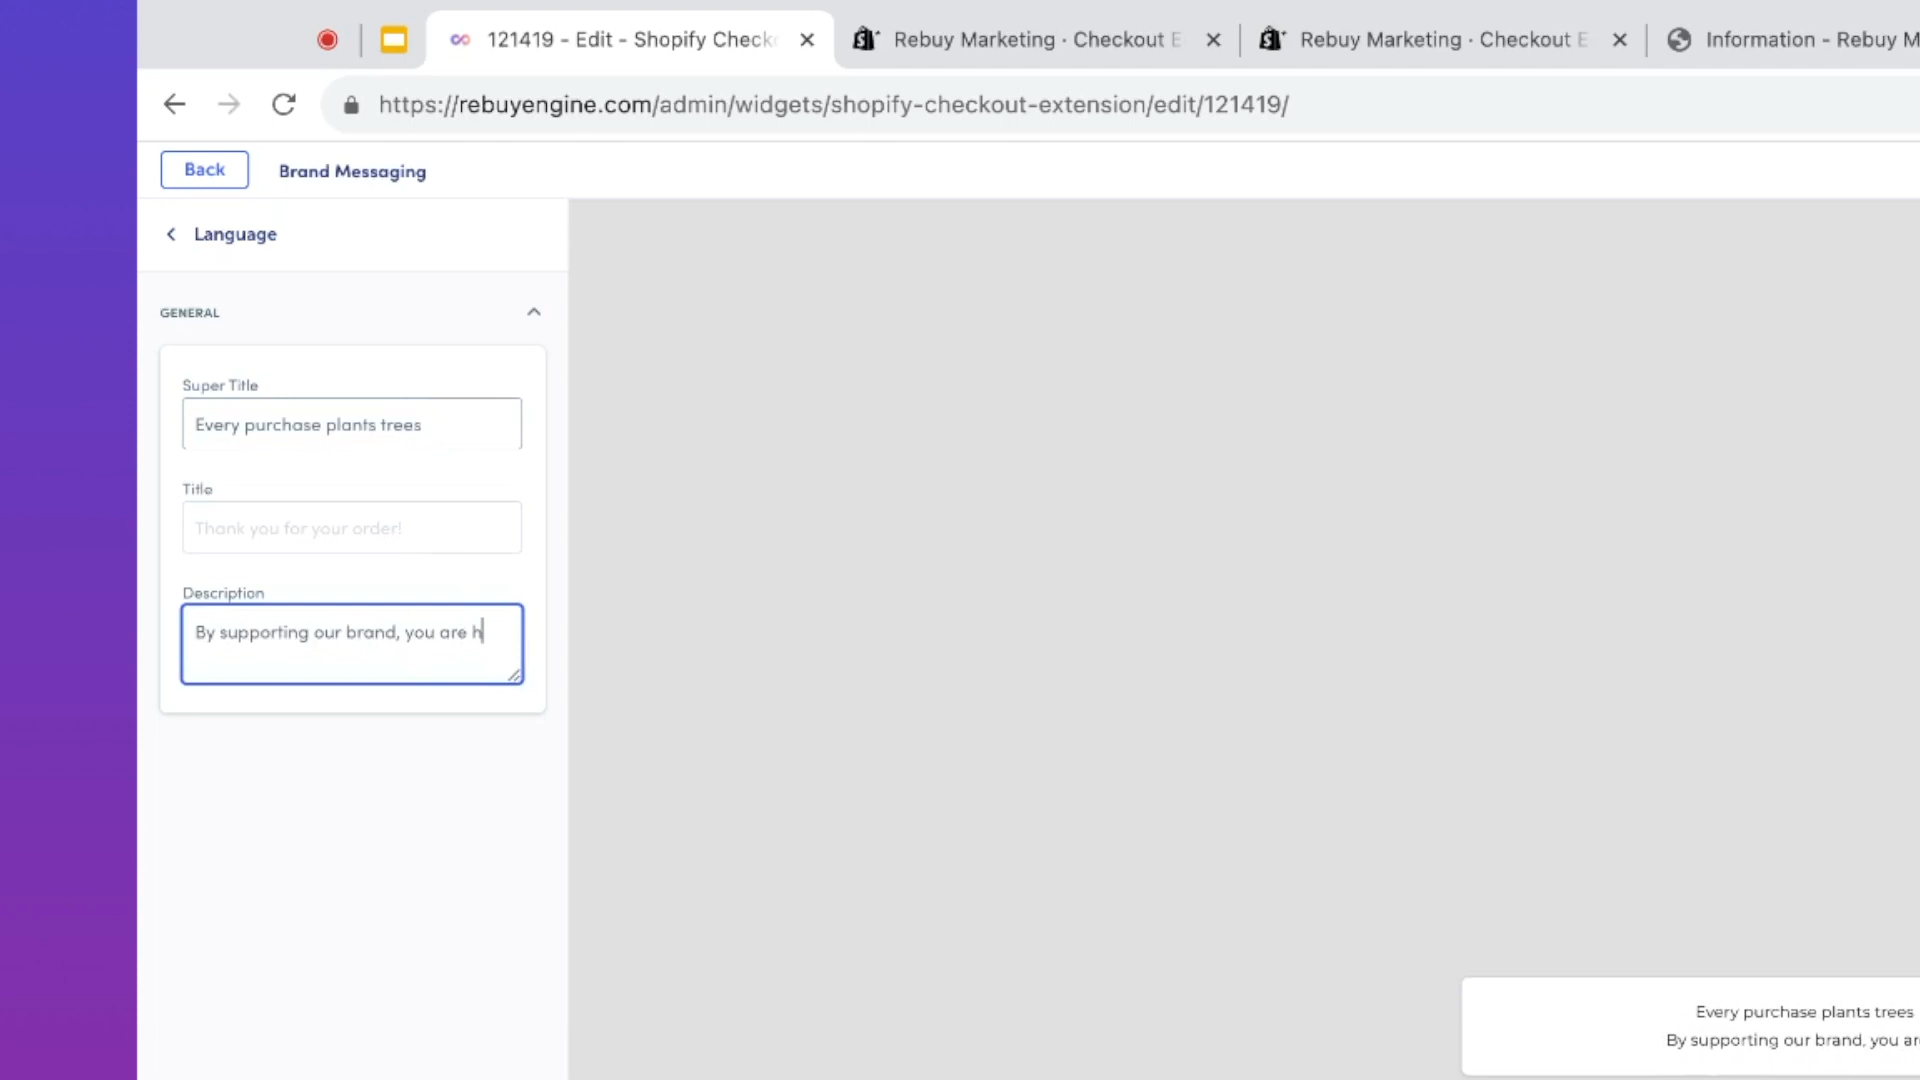 121419 - Edit - Shopify Check
Rebuy Marketing · Checkout E
Rebuy Marketing · Checkout E
Information - Rebuy M
https://rebuyengine.com/admin/widgets/shopify-checkout-extension/edit/121419/
Back
Brand Messaging
Language
GENERAL
Super Title
Every purchase plants trees
Title
Thank you for your order!
Description
By supporting our brand, you are h
Every purchase plants trees
By supporting our brand, you ar